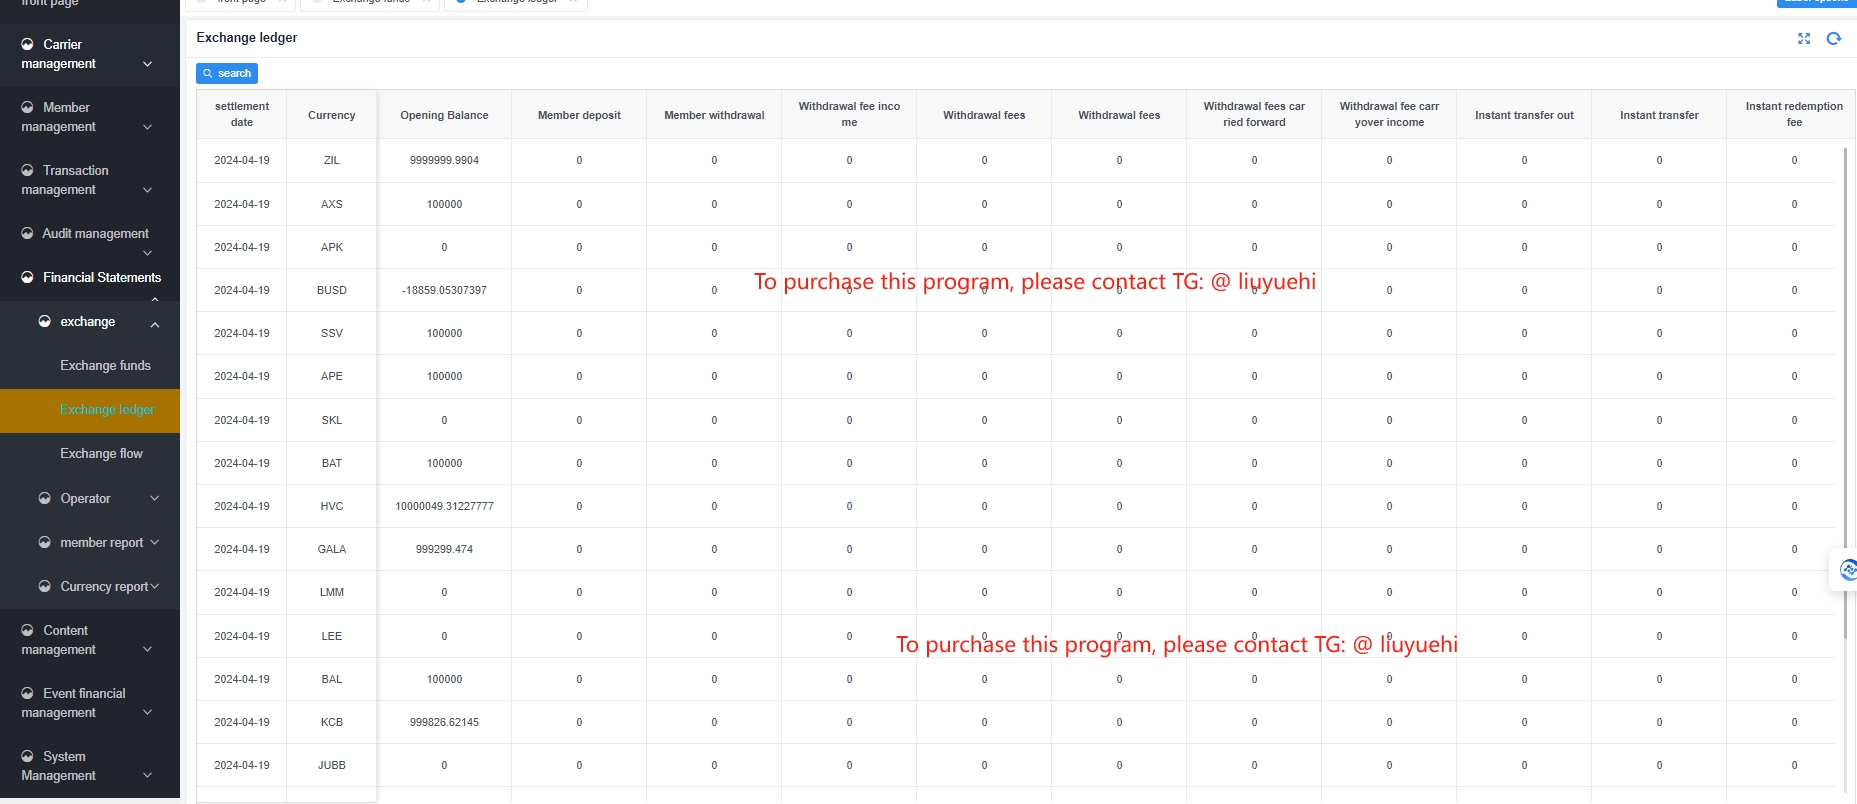 front page
Carrier
management
Member
management
Transaction
management
Audit management
Financial Statements
exchange
Exchange funds
Exchange ledger
Exchange flow
Operator
member report
Currency report
Content
management
Event financial
management
System
Management
front page
Exchange funds
Exchange ledger
Exchange ledger
search
settlement date Currency Opening Balance Member deposit Member withdrawal Withdrawal fee inco me Withdrawal fees Withdrawal fees Withdrawal fees car ried forward Withdrawal fee carr yover income Instant transfer out Instant transfer Instant redemption fee
2024-04-19 ZIL 9999999.9904 0 0 0 0 0 0 0 0 0 0
2024-04-19 AXS 100000 0 0 0 0 0 0 0 0 0 0
2024-04-19 APK 0 0 0 0 0 0 0 0 0 0 0
To purchase this program, please contact TG: @ liuyuehi
2024-04-19 BUSD -18859.05307397 0 0 0 0 0 0 0 0 0 0
2024-04-19 SSV 100000 0 0 0 0 0 0 0 0 0 0
2024-04-19 APE 100000 0 0 0 0 0 0 0 0 0 0
2024-04-19 SKL 0 0 0 0 0 0 0 0 0 0 0
2024-04-19 BAT 100000 0 0 0 0 0 0 0 0 0 0
2024-04-19 HVC 10000049.31227777 0 0 0 0 0 0 0 0 0 0
2024-04-19 GALA 999299.474 0 0 0 0 0 0 0 0 0 0
2024-04-19 LMM 0 0 0 0 0 0 0 0 0 0 0
2024-04-19 LEE 0 0 0 0 0 0 0 0 0 0 0
To purchase this program, please contact TG: @ liuyuehi
2024-04-19 BAL 100000 0 0 0 0 0 0 0 0 0 0
2024-04-19 KCB 999826.62145 0 0 0 0 0 0 0 0 0 0
2024-04-19 JUBB 0 0 0 0 0 0 0 0 0 0 0